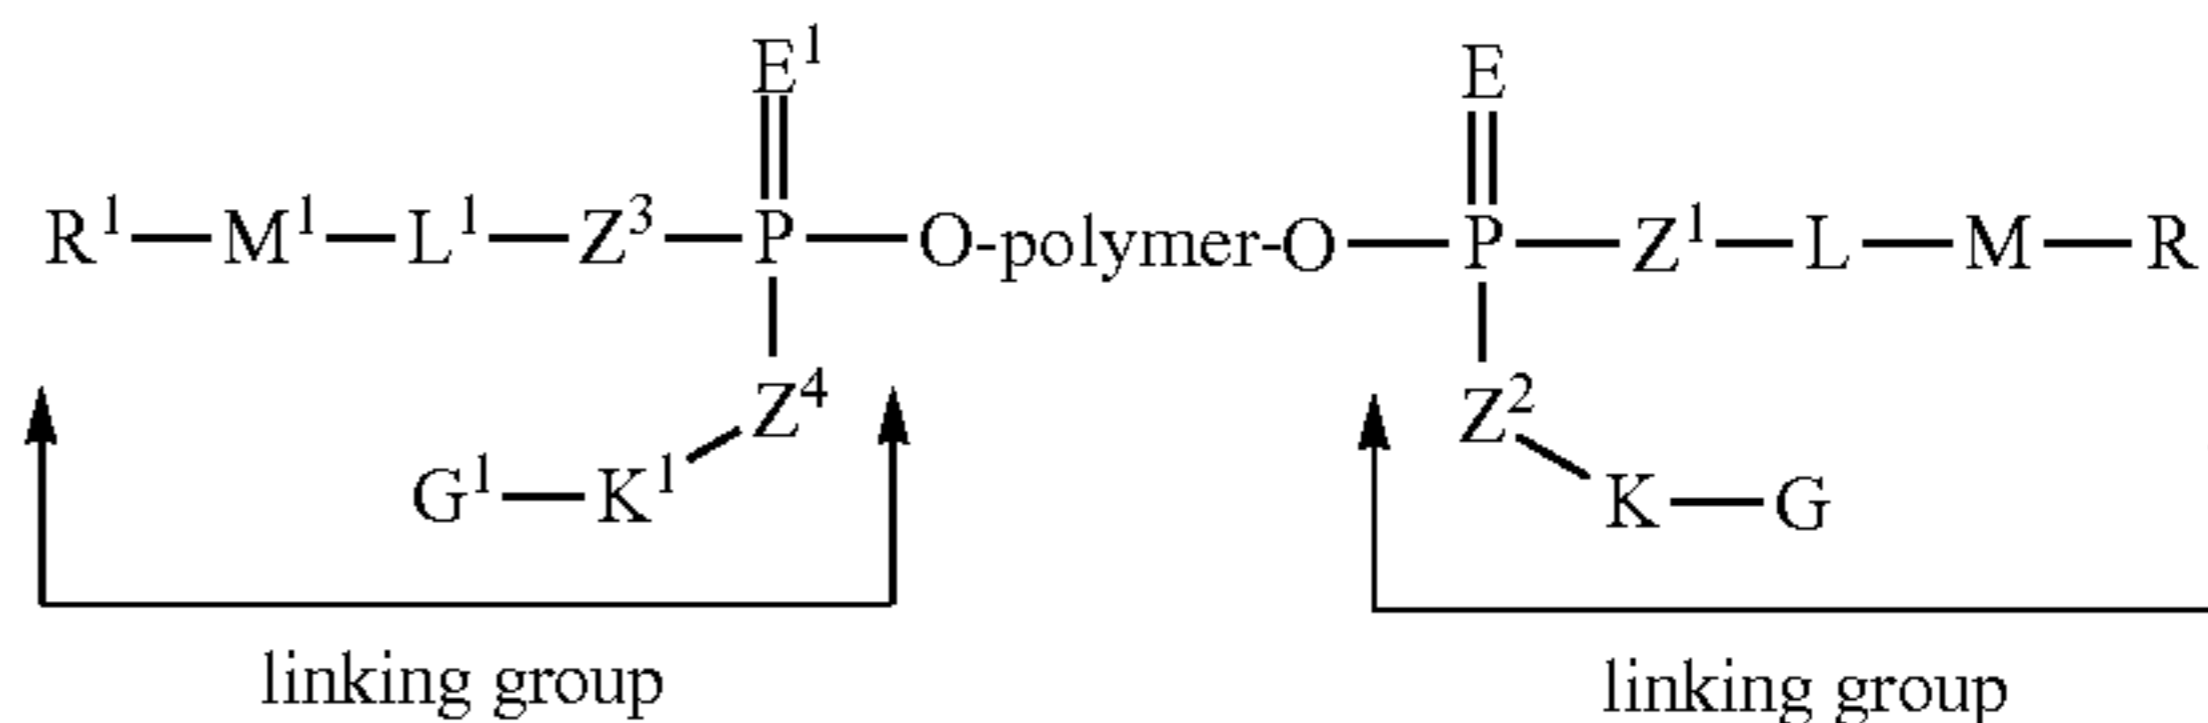 E¹ E
R¹—M¹—L¹—Z³—P—O-polymer-O—P—Z¹—L—M—R
Z⁴ Z²
G¹—K¹ K—G
linking group linking group